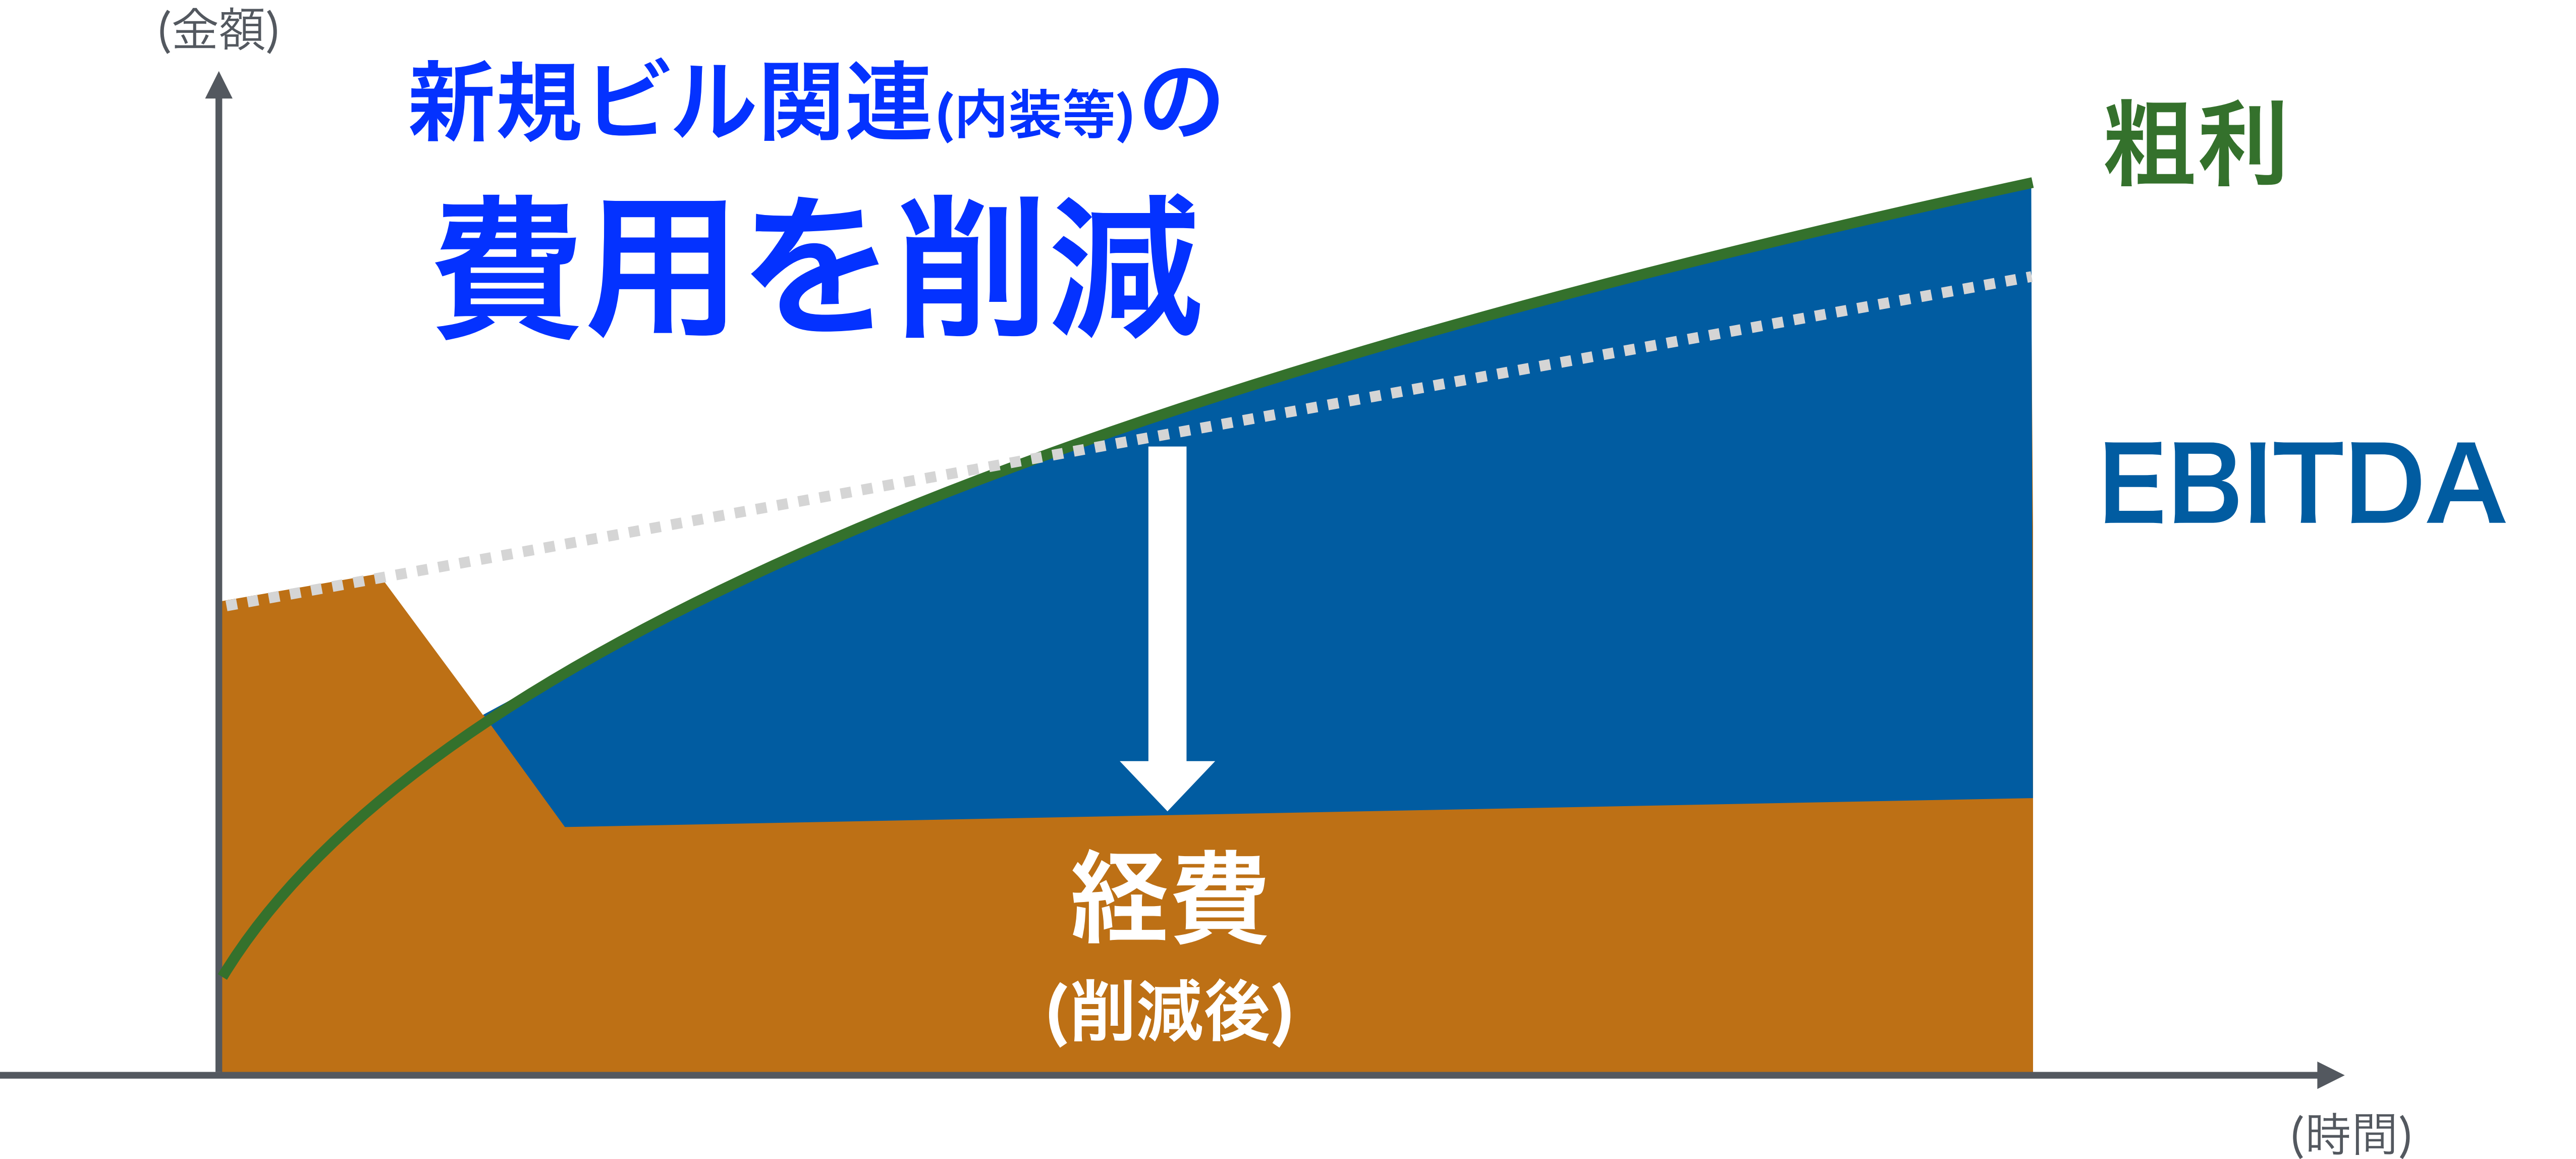 (金額)
新規ビル関連(内装等)の
費用を削減
粗利
EBITDA
経費
(削減後)
(時間)